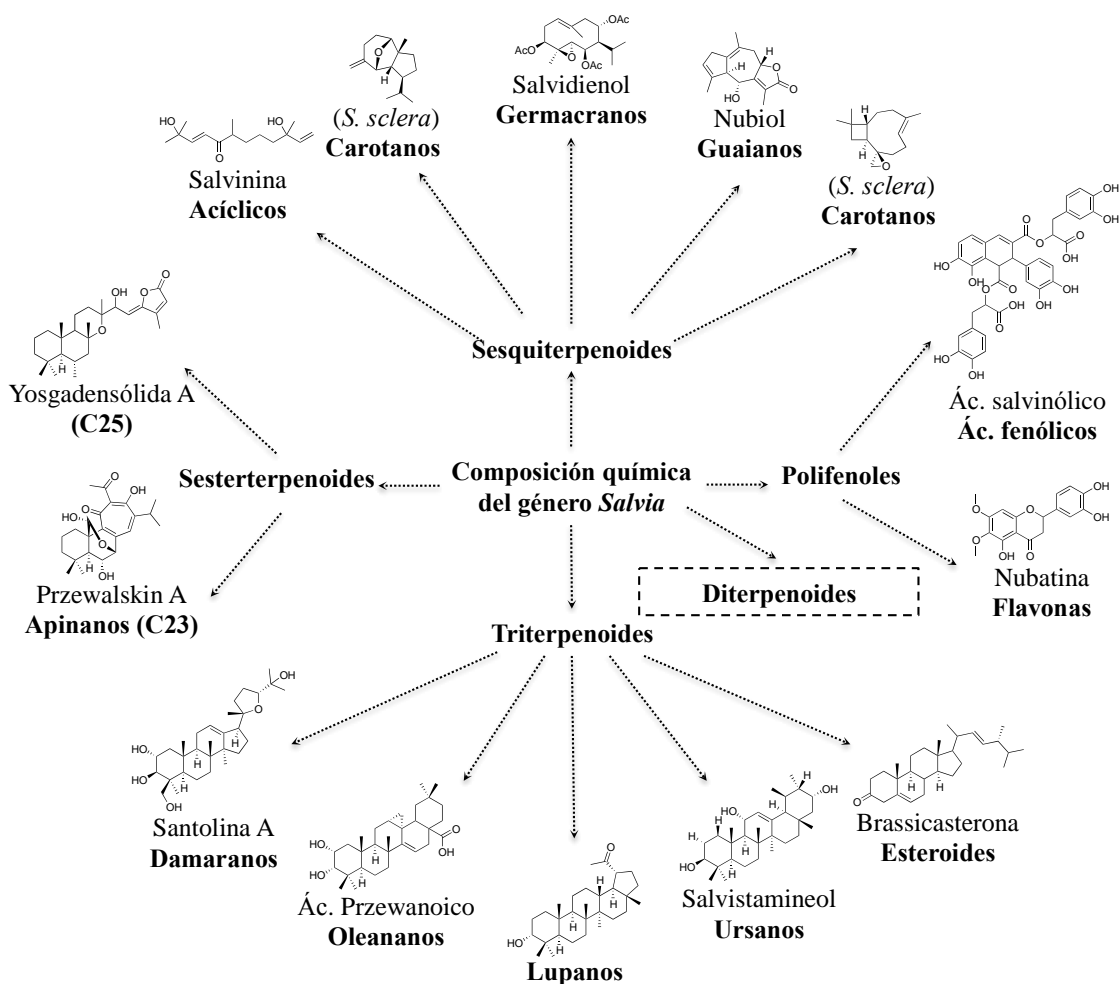 Salvidienol
Germacranos
Nubiol
Guaianos
(S. sclera)
Carotanos
(S. sclera)
Carotanos
Salvinina
Acíclicos
Ác. salvinólico
Ác. fenólicos
Sesquiterpenoides
Yosgadensólida A
(C25)
Sesterterpenoides
Composición química
del género Salvia
Polifenoles
Przewalskin A
Apinanos (C23)
Diterpenoides
Nubatina
Flavonas
Triterpenoides
Santolina A
Damaranos
Ác. Przewanoico
Oleananos
Lupanos
Salvistamineol
Ursanos
Brassicasterona
Esteroides